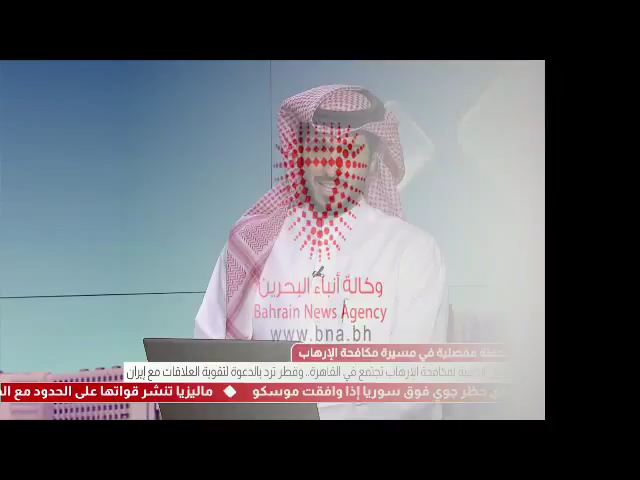 وكالة أنباء البحرين
Bahrain News Agency
www.bna.bh
مفصلية في مسيرة مكافحة الإرهاب
لمكافحة الإرهاب تجتمع في القاهرة.. وقطر ترد بالدعوة لتقوية العلاقات مع إيران
حظر جوي فوق سوريا إذا وافقت موسكو ◆ ماليزيا تنشر قواتها على الحدود مع